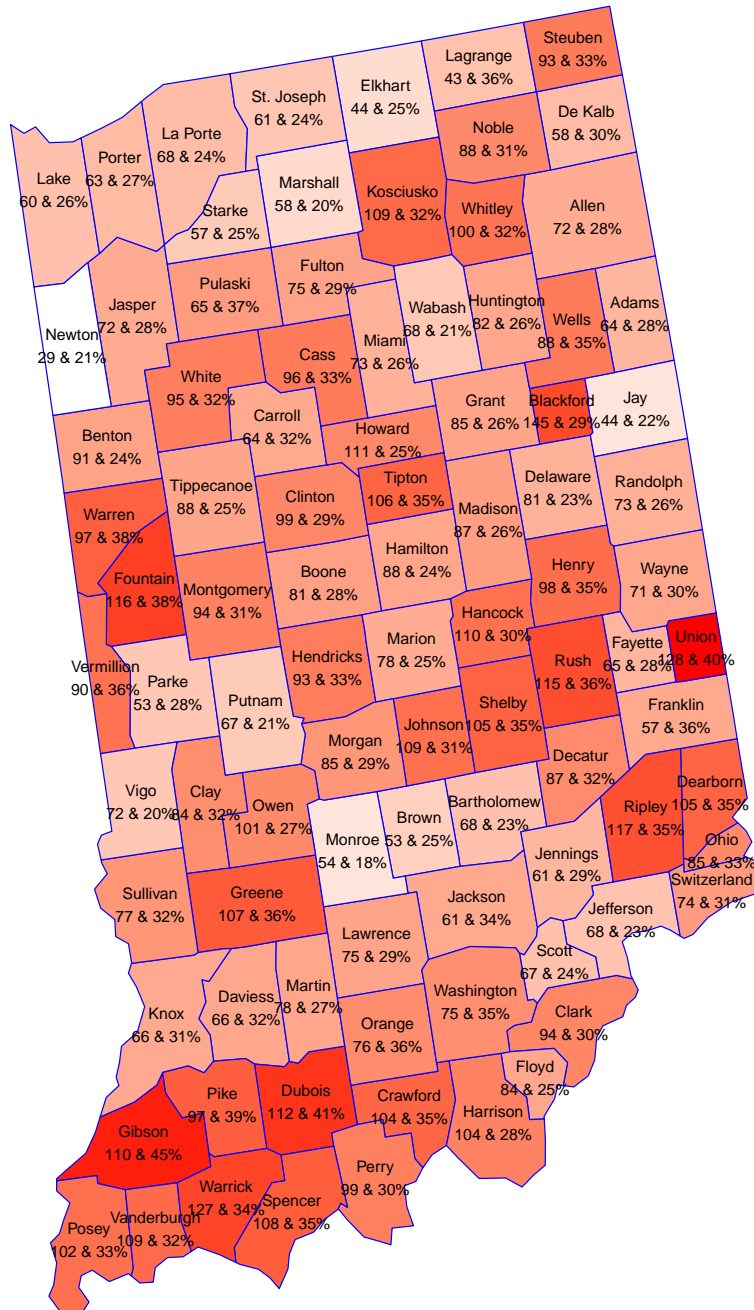 Steuben
93 & 33%
Lagrange
43 & 36%
Elkhart
44 & 25%
St. Joseph
61 & 24%
De Kalb
58 & 30%
Noble
88 & 31%
La Porte
68 & 24%
Porter
63 & 27%
Lake
60 & 26%
Marshall
58 & 20%
Kosciusko
109 & 32%
Whitley
100 & 32%
Allen
72 & 28%
Starke
57 & 25%
Fulton
75 & 29%
Pulaski
65 & 37%
Jasper
72 & 28%
Newton
29 & 21%
Wabash
68 & 21%
Huntington
82 & 26%
Wells
88 & 35%
Adams
64 & 28%
Miami
73 & 26%
Cass
96 & 33%
White
95 & 32%
Carroll
64 & 32%
Grant
85 & 26%
Blackford
145 & 29%
Jay
44 & 22%
Howard
111 & 25%
Benton
91 & 24%
Tipton
106 & 35%
Tippecanoe
88 & 25%
Clinton
99 & 29%
Madison
87 & 26%
Delaware
81 & 23%
Randolph
73 & 26%
Warren
97 & 38%
Hamilton
88 & 24%
Boone
81 & 28%
Henry
98 & 35%
Wayne
71 & 30%
Fountain
116 & 38%
Montgomery
94 & 31%
Hancock
110 & 30%
Marion
78 & 25%
Hendricks
93 & 33%
Rush
115 & 36%
Fayette
65 & 28%
Union
128 & 40%
Vermillion
90 & 36%
Parke
53 & 28%
Putnam
67 & 21%
Shelby
105 & 35%
Franklin
57 & 36%
Johnson
109 & 31%
Morgan
85 & 29%
Decatur
87 & 32%
Dearborn
105 & 35%
Ripley
117 & 35%
Vigo
72 & 20%
Clay
84 & 32%
Owen
101 & 27%
Bartholomew
68 & 23%
Brown
53 & 25%
Monroe
54 & 18%
Ohio
85 & 33%
Jennings
61 & 29%
Switzerland
74 & 31%
Sullivan
77 & 32%
Greene
107 & 36%
Jackson
61 & 34%
Jefferson
68 & 23%
Lawrence
75 & 29%
Scott
67 & 24%
Knox
66 & 31%
Daviess
66 & 32%
Martin
78 & 27%
Washington
75 & 35%
Clark
94 & 30%
Orange
76 & 36%
Floyd
84 & 25%
Pike
97 & 39%
Dubois
112 & 41%
Crawford
104 & 35%
Harrison
104 & 28%
Gibson
110 & 45%
Perry
99 & 30%
Warrick
127 & 34%
Spencer
108 & 35%
Vanderburgh
109 & 32%
Posey
102 & 33%